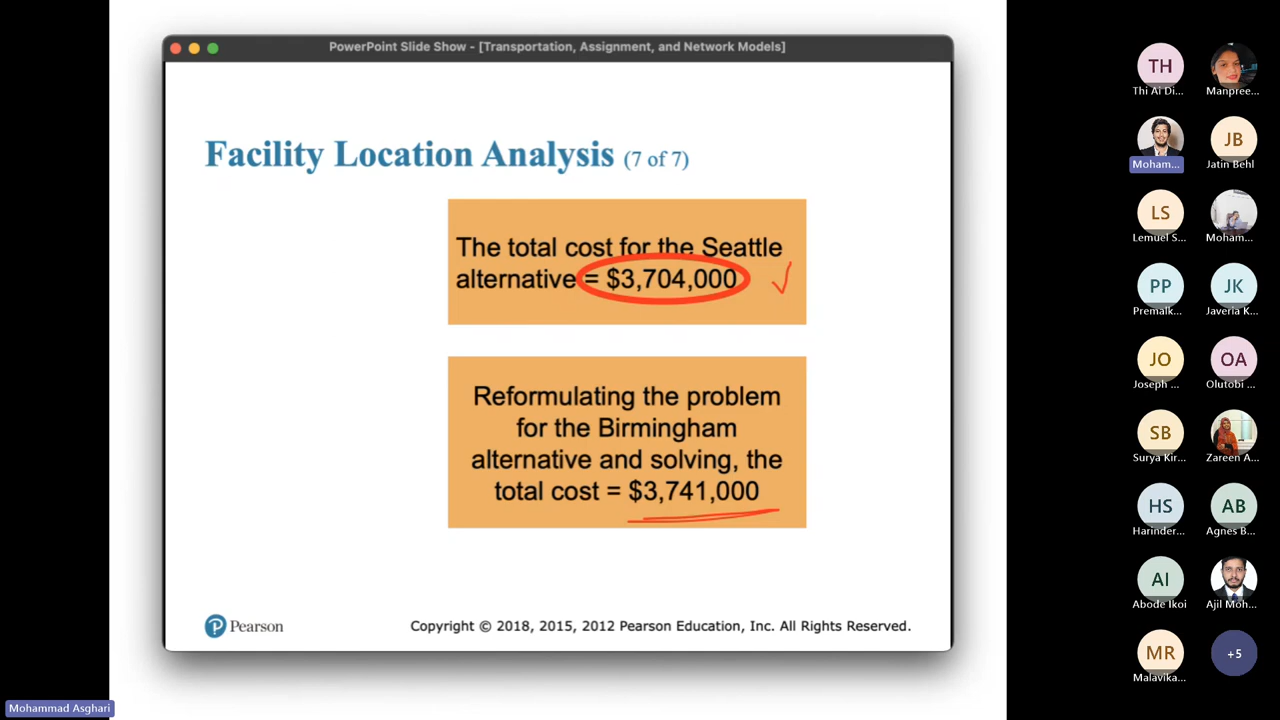 PowerPoint Slide Show - [Transportation, Assignment, and Network Models]
Facility Location Analysis (7 of 7)
The total cost for the Seattle
alternative = $3,704,000
Reformulating the problem
for the Birmingham
alternative and solving, the
total cost = $3,741,000
Pearson
Copyright © 2018, 2015, 2012 Pearson Education, Inc. All Rights Reserved.
TH
Thi Ai Di...
Manpree...
Moham...
JB
Jatin Behl
LS
Lemuel S...
Moham...
PP
Premalk...
JK
Javeria K...
JO
Joseph ...
OA
Olutobi ...
SB
Surya Kir...
Zareen A...
HS
Harinder...
AB
Agnes B...
AI
Abode Ikoi
Ajil Moh...
MR
Malavika...
+5
Mohammad Asghari